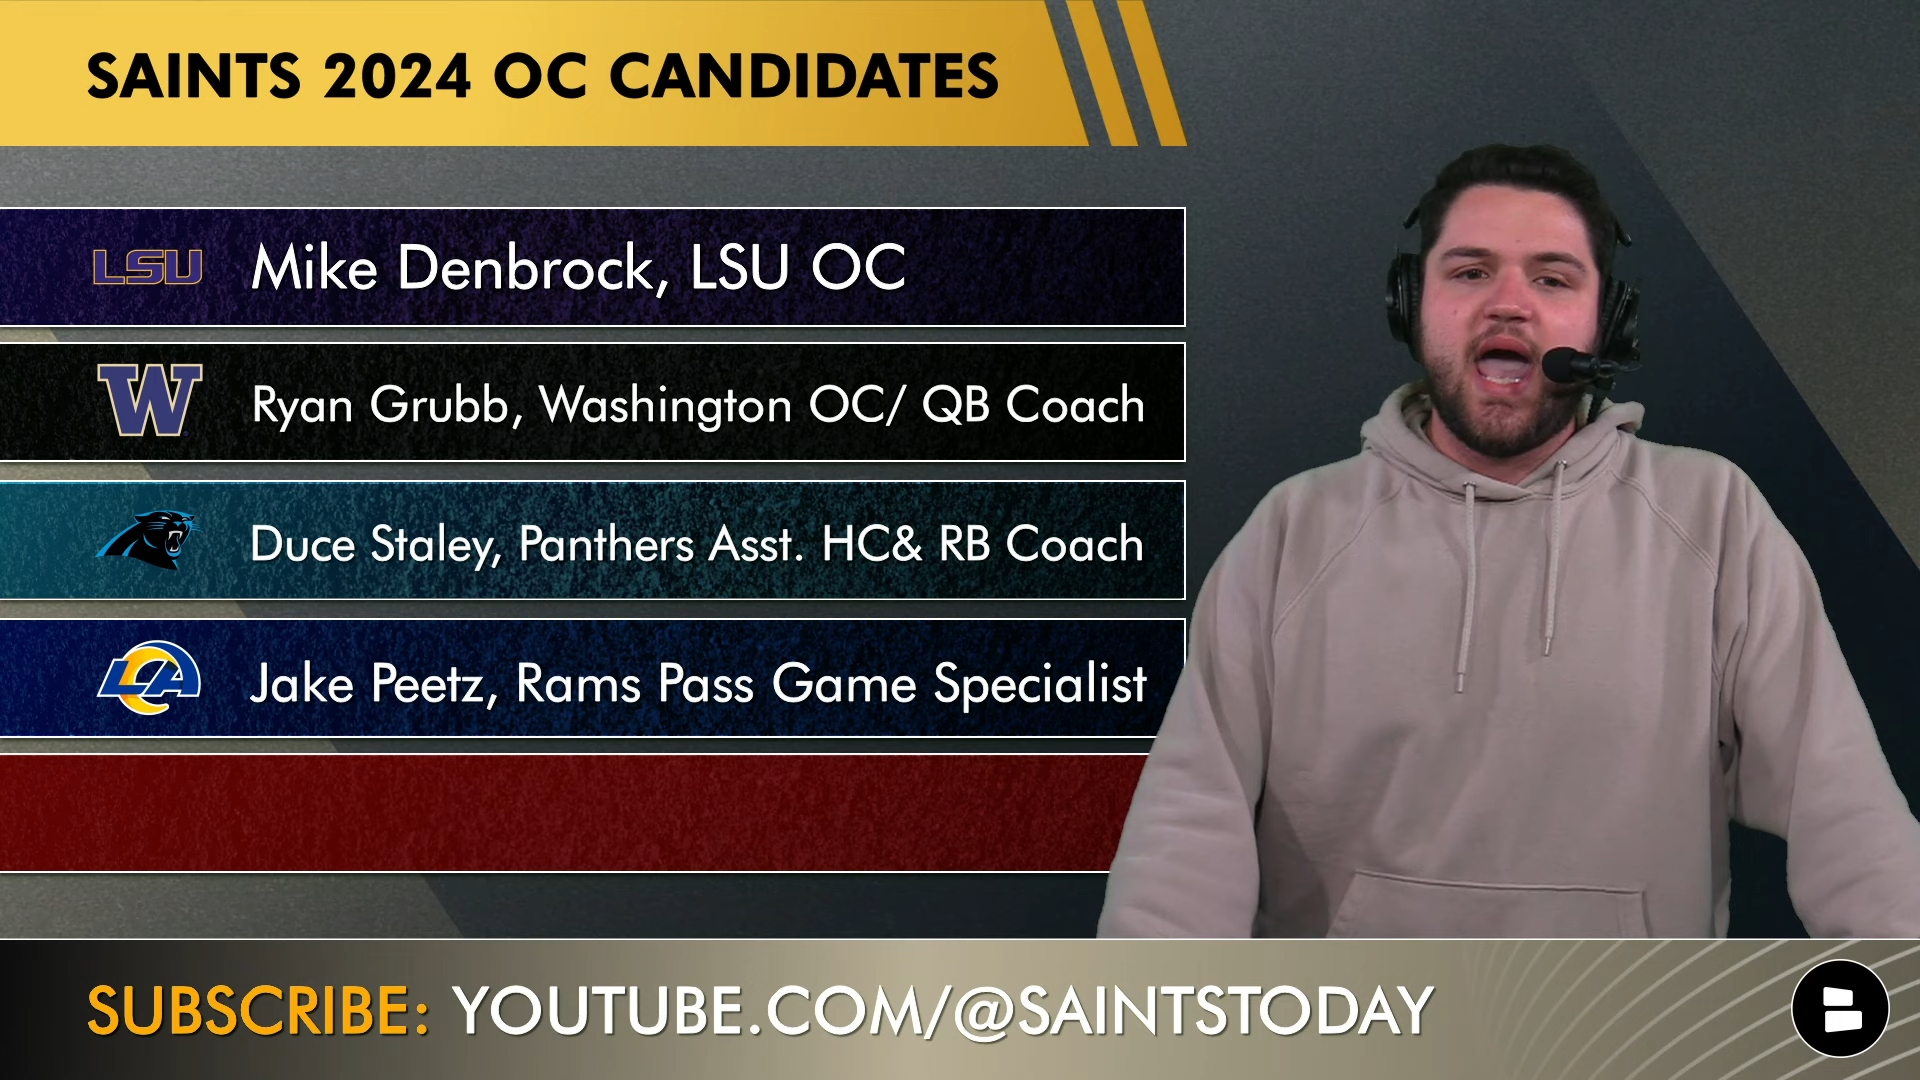 SAINTS 2024 OC CANDIDATES
LSU Mike Denbrock, LSU OC
W Ryan Grubb, Washington OC/ QB Coach
Duce Staley, Panthers Asst. HC& RB Coach
LA Jake Peetz, Rams Pass Game Specialist
SUBSCRIBE: YOUTUBE.COM/@SAINTSTODAY